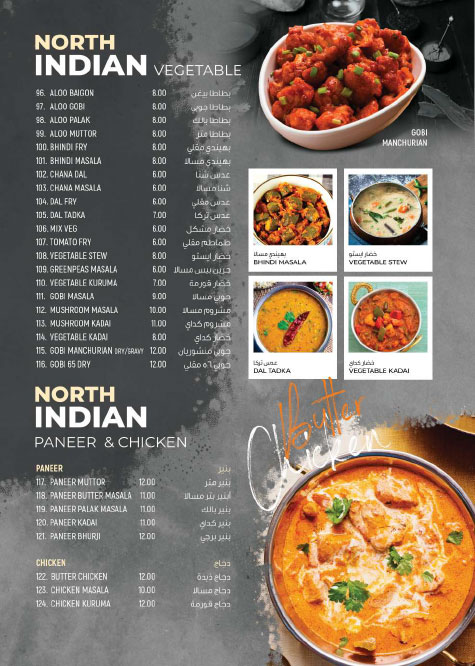 NORTH
INDIAN VEGETABLE
96. ALOO BAIGON 8.00 بطاطا بيغن
97. ALOO GOBI 8.00 بطاطا جوبي
98. ALOO PALAK 8.00 بطاطا بالك
99. ALOO MUTTOR 8.00 بطاطا متر
100. BHINDI FRY 8.00 بهيندي مقلي
101. BHINDI MASALA 8.00 بهيندي مسالا
102. CHANA DAL 6.00 عدس شنا
103. CHANA MASALA 6.00 شنا مسالا
104. DAL FRY 6.00 عدس مقلي
105. DAL TADKA 7.00 عدس تركا
106. MIX VEG 6.00 خضار مشكل
107. TOMATO FRY 6.00 طماطم مقلي
108. VEGETABLE STEW 8.00 خضار ايستو
109. GREENPEAS MASALA 8.00 جرين بيس مسالا
110. VEGETABLE KURUMA 7.00 خضار قورمة
111. GOBI MASALA 9.00 جوبي مسالا
112. MUSHROOM MASALA 10.00 مشروم مسالا
113. MUSHROOM KADAI 11.00 مشروم كداي
114. VEGETABLE KADAI 8.00 خضار كداي
115. GOBI MANCHURIAN DRY/GRAVY 12.00 جوبي منشوريان
116. GOBI 65 DRY 12.00 جوبي ٦٥ مقلي
GOBI
MANCHURIAN
بهيندي مسالا
BHINDI MASALA
خضار ايستو
VEGETABLE STEW
عدس تركا
DAL TADKA
خضار كداي
VEGETABLE KADAI
NORTH
INDIAN
PANEER & CHICKEN
Butter
Chicken
PANEER بنير
117. PANEER MUTTOR 12.00 بنير متر
118. PANEER BUTTER MASALA 11.00 بنير بتر مسالا
119. PANEER PALAK MASALA 11.00 بنير بالك
120. PANEER KADAI 11.00 بنير كداي
121. PANEER BHURJI 12.00 بنير برجي
CHICKEN دجاج
122. BUTTER CHICKEN 12.00 دجاج زبدة
123. CHICKEN MASALA 10.00 دجاج مسالا
124. CHICKEN KURUMA 12.00 دجاج قورمة